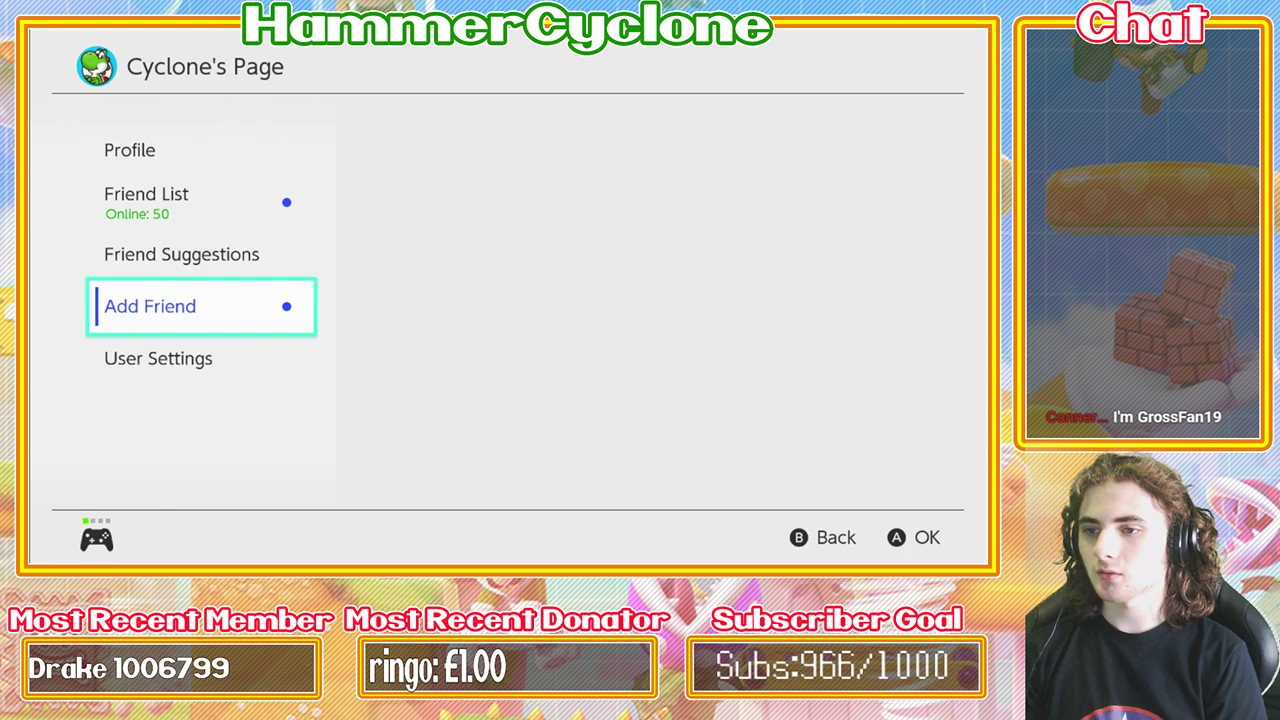 HammerCyclone
Chat
Cyclone's Page
Profile
Friend List
Online: 50
Friend Suggestions
Add Friend
User Settings
Conner... I'm GrossFan19
B Back
A OK
Most Recent Member
Most Recent Donator
Subscriber Goal
Drake 1006799
ringo: £1.00
Subs:966/1000